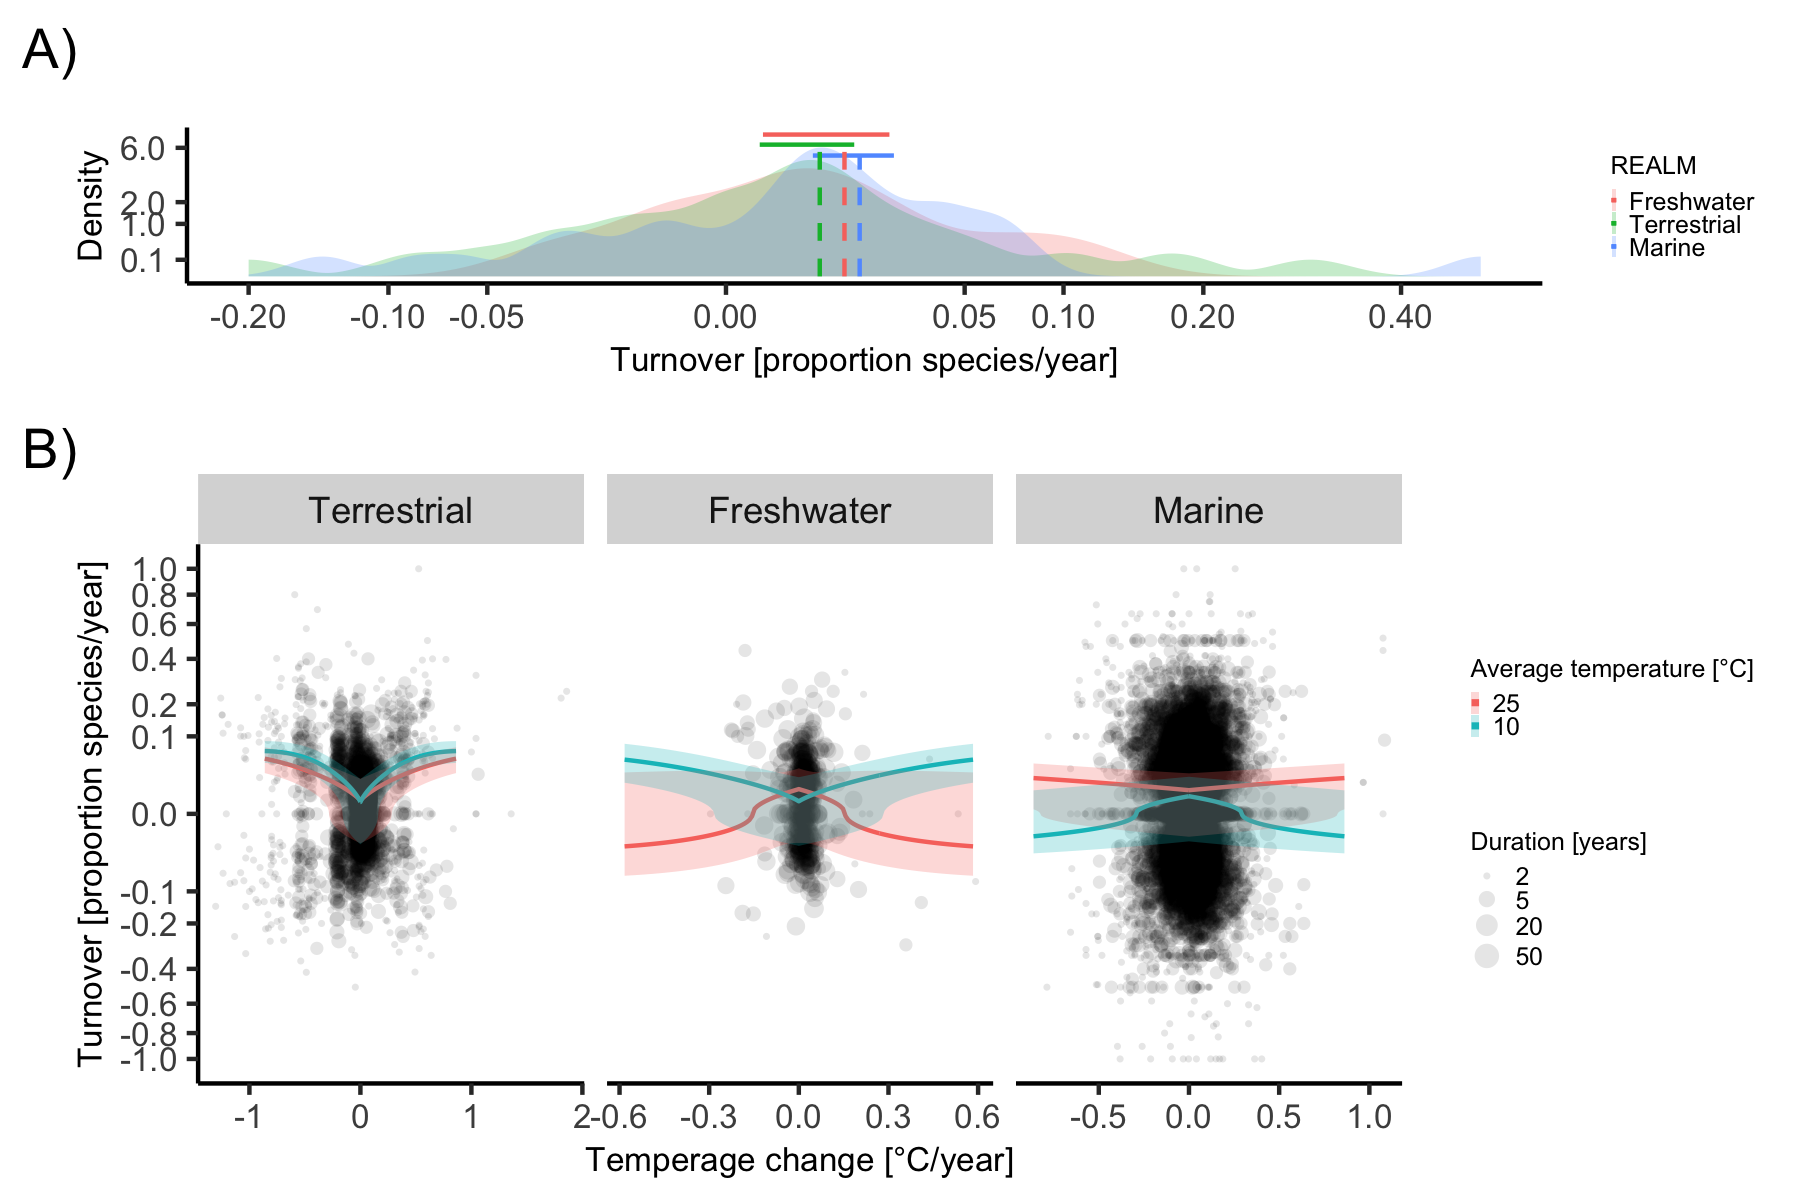 A)
Density
6.0
2.0
1.0
0.1
-0.20 -0.10 -0.05 0.00 0.05 0.10 0.20 0.40
Turnover [proportion species/year]
REALM
Freshwater
Terrestrial
Marine
B)
Terrestrial Freshwater Marine
Turnover [proportion species/year]
1.0
0.8
0.6
0.4
0.2
0.1
0.0
-0.1
-0.2
-0.4
-0.6
-0.8
-1.0
-1 0 1 2 -0.6 -0.3 0.0 0.3 0.6 -0.5 0.0 0.5 1.0
Temperage change [°C/year]
Average temperature [°C]
25
10
Duration [years]
2
5
20
50